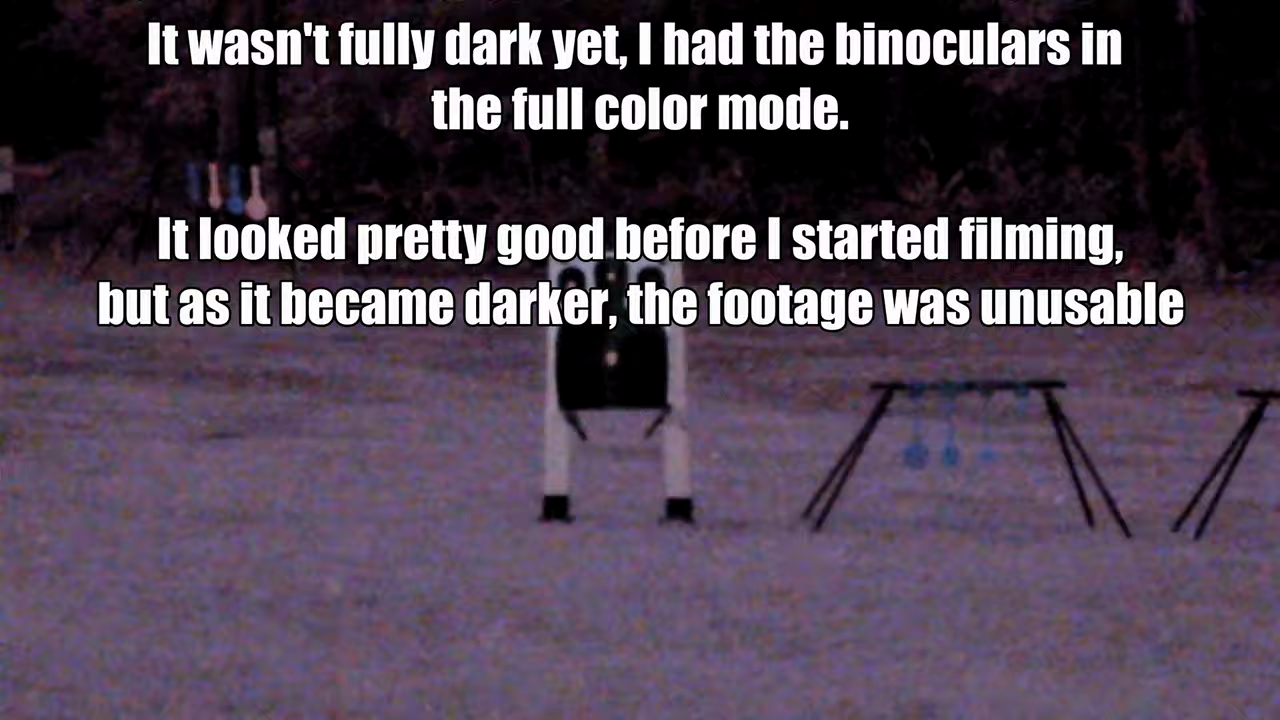 It wasn't fully dark yet, I had the binoculars in
the full color mode.
It looked pretty good before I started filming,
but as it became darker, the footage was unusable